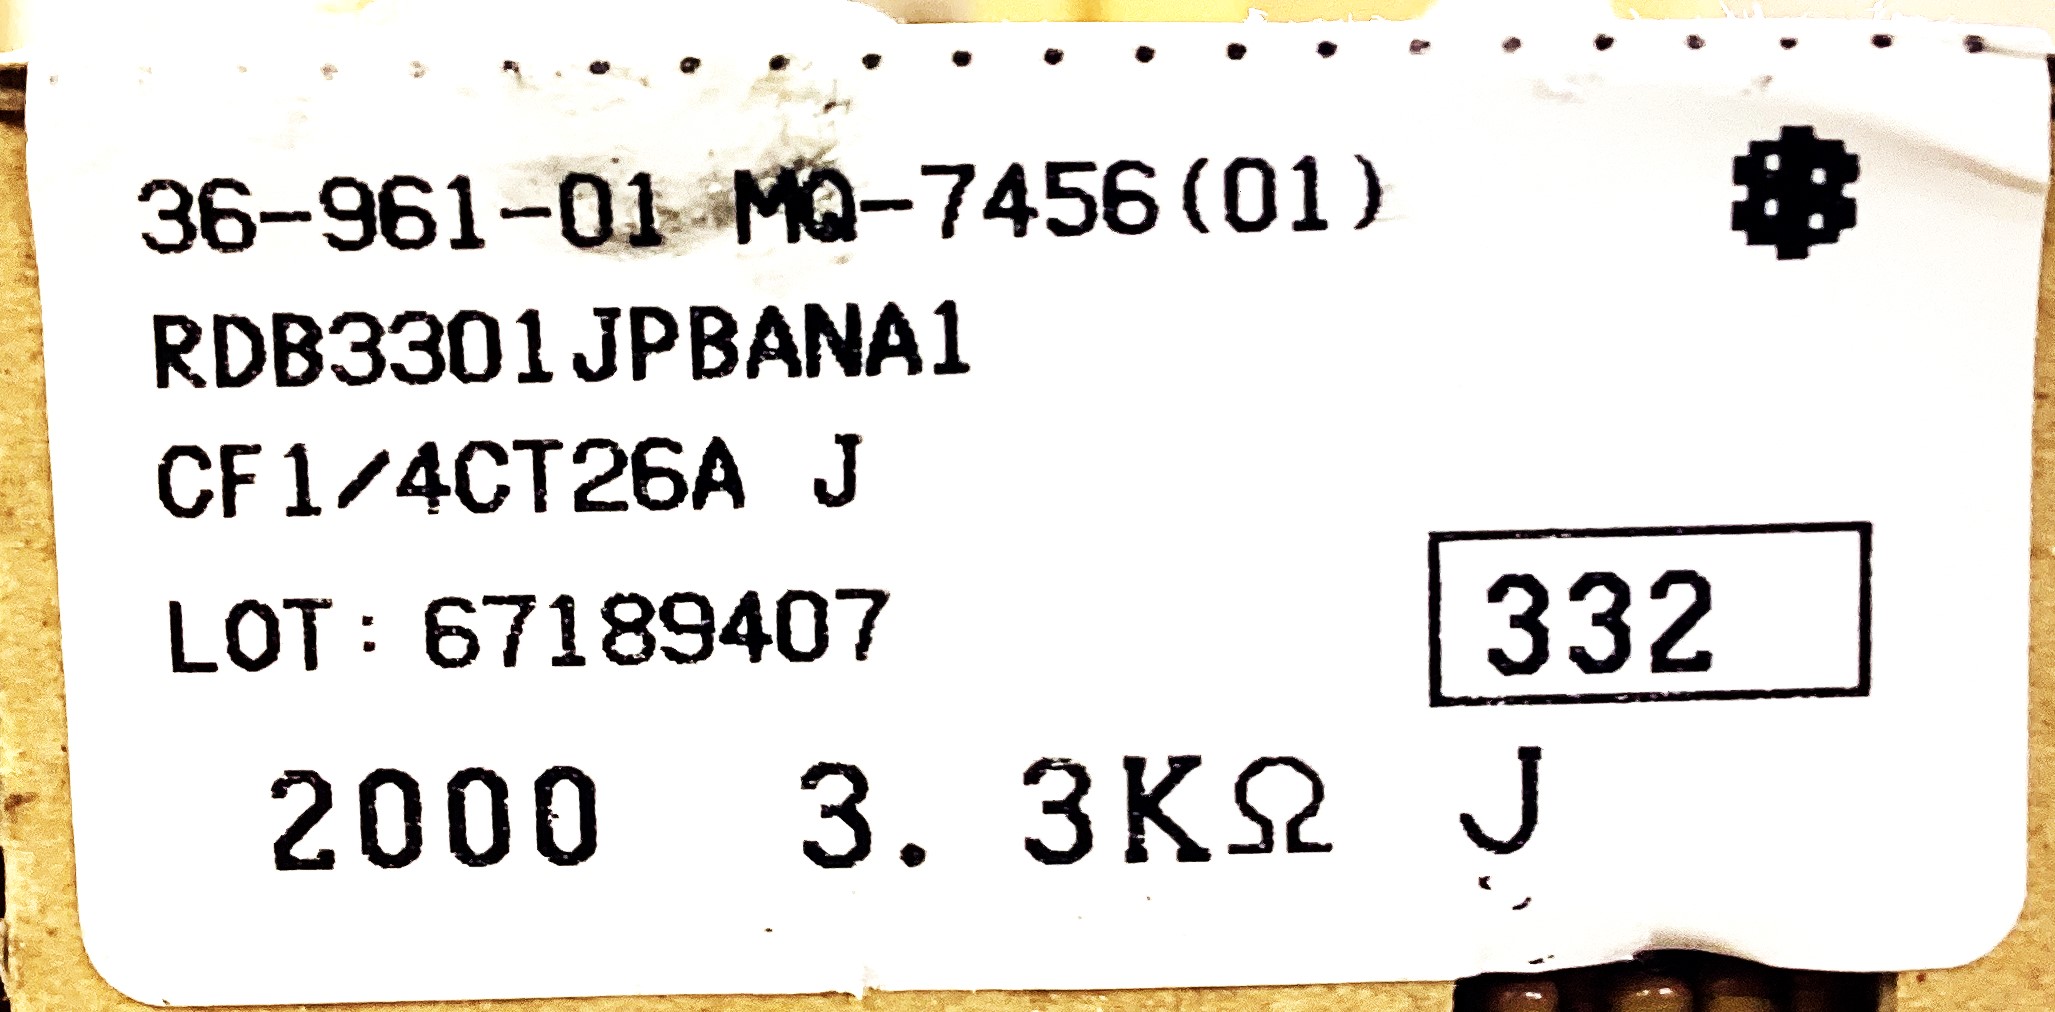 36-961-01 MQ-7456(01)
RDB3301JPBANA1
CF1/4CT26A J
LOT: 67189407
332
2000 3.3KΩ J